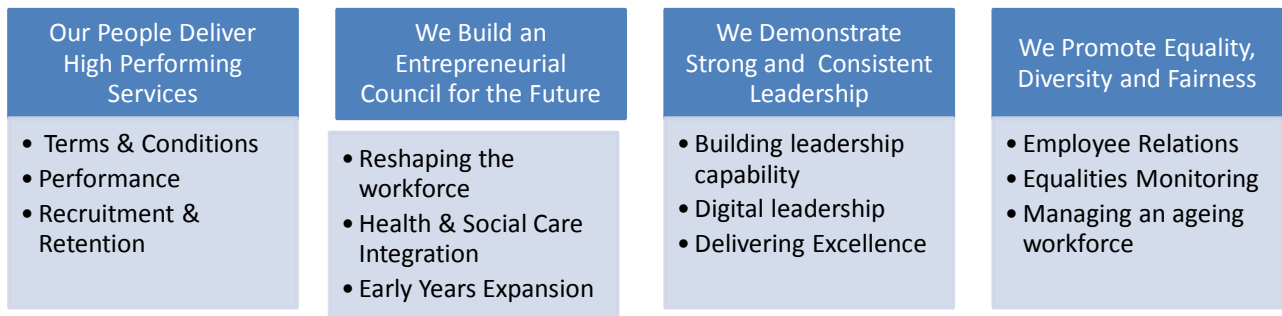 Our People Deliver
High Performing
Services
• Terms & Conditions
• Performance
• Recruitment &
Retention
We Build an
Entrepreneurial
Council for the Future
• Reshaping the
workforce
• Health & Social Care
Integration
• Early Years Expansion
We Demonstrate
Strong and Consistent
Leadership
• Building leadership
capability
• Digital leadership
• Delivering Excellence
We Promote Equality,
Diversity and Fairness
• Employee Relations
• Equalities Monitoring
• Managing an ageing
workforce